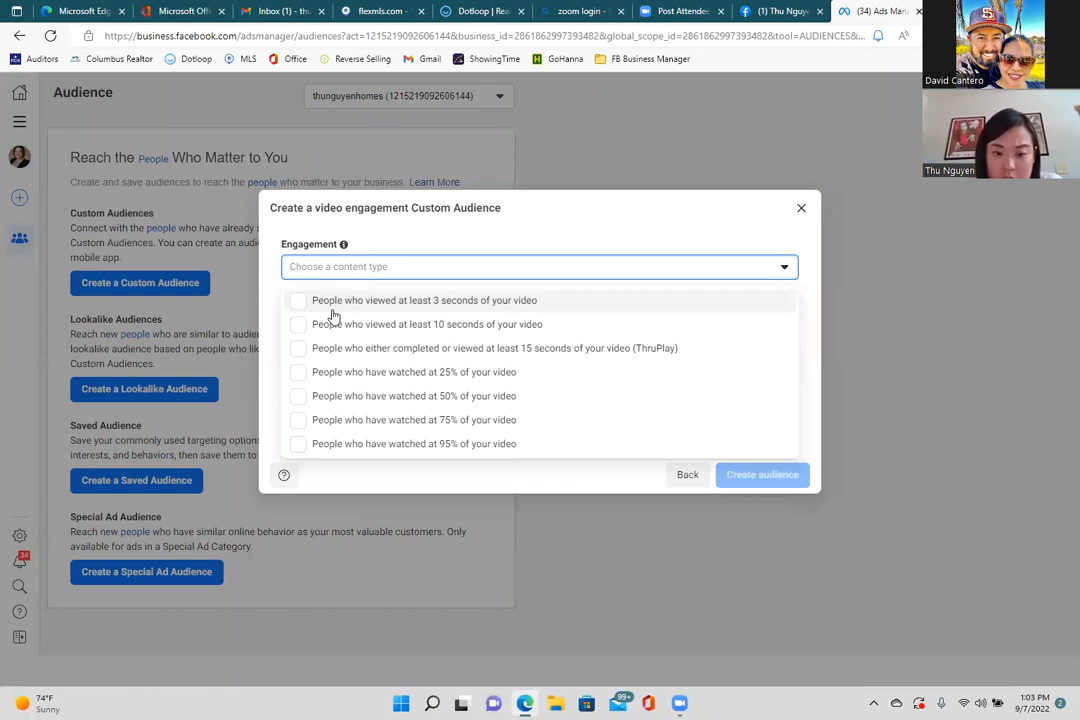 Microsoft Edg
Microsoft Offic
Inbox (1) - thu
flexmls.com -
Dotloop | Rea
zoom login -
Post Attendee
(1) Thu Nguye
(34) Ads Mana
https://business.facebook.com/adsmanager/audiences?act=1215219092606144&business_id=2861862997393482&global_scope_id=2861862997393482&tool=AUDIENCES&...
Auditors
Columbus Realtor
Dotloop
MLS
Office
Reverse Selling
Gmail
ShowingTime
GoHanna
FB Business Manager
David Cantero
Thu Nguyen
Audience
thunguyenhomes (1215219092606144)
Reach the People Who Matter to You
Create and save audiences to reach the people who matter to your business. Learn More
Custom Audiences
Connect with the people who have already
Custom Audiences. You can create an audie
mobile app.
Create a Custom Audience
Lookalike Audiences
Reach new people who are similar to audie
lookalike audience based on people who lik
Custom Audiences.
Create a Lookalike Audience
Saved Audience
Save your commonly used targeting option
interests, and behaviors, then save them to
Create a Saved Audience
Special Ad Audience
Reach new people who have similar online behavior as your most valuable customers. Only
available for ads in a Special Ad Category.
Create a Special Ad Audience
34
Create a video engagement Custom Audience
Engagement
Choose a content type
People who viewed at least 3 seconds of your video
People who viewed at least 10 seconds of your video
People who either completed or viewed at least 15 seconds of your video (ThruPlay)
People who have watched at 25% of your video
People who have watched at 50% of your video
People who have watched at 75% of your video
People who have watched at 95% of your video
Back
Create audience
74°F
Sunny
99+
1:03 PM
9/7/2022
2